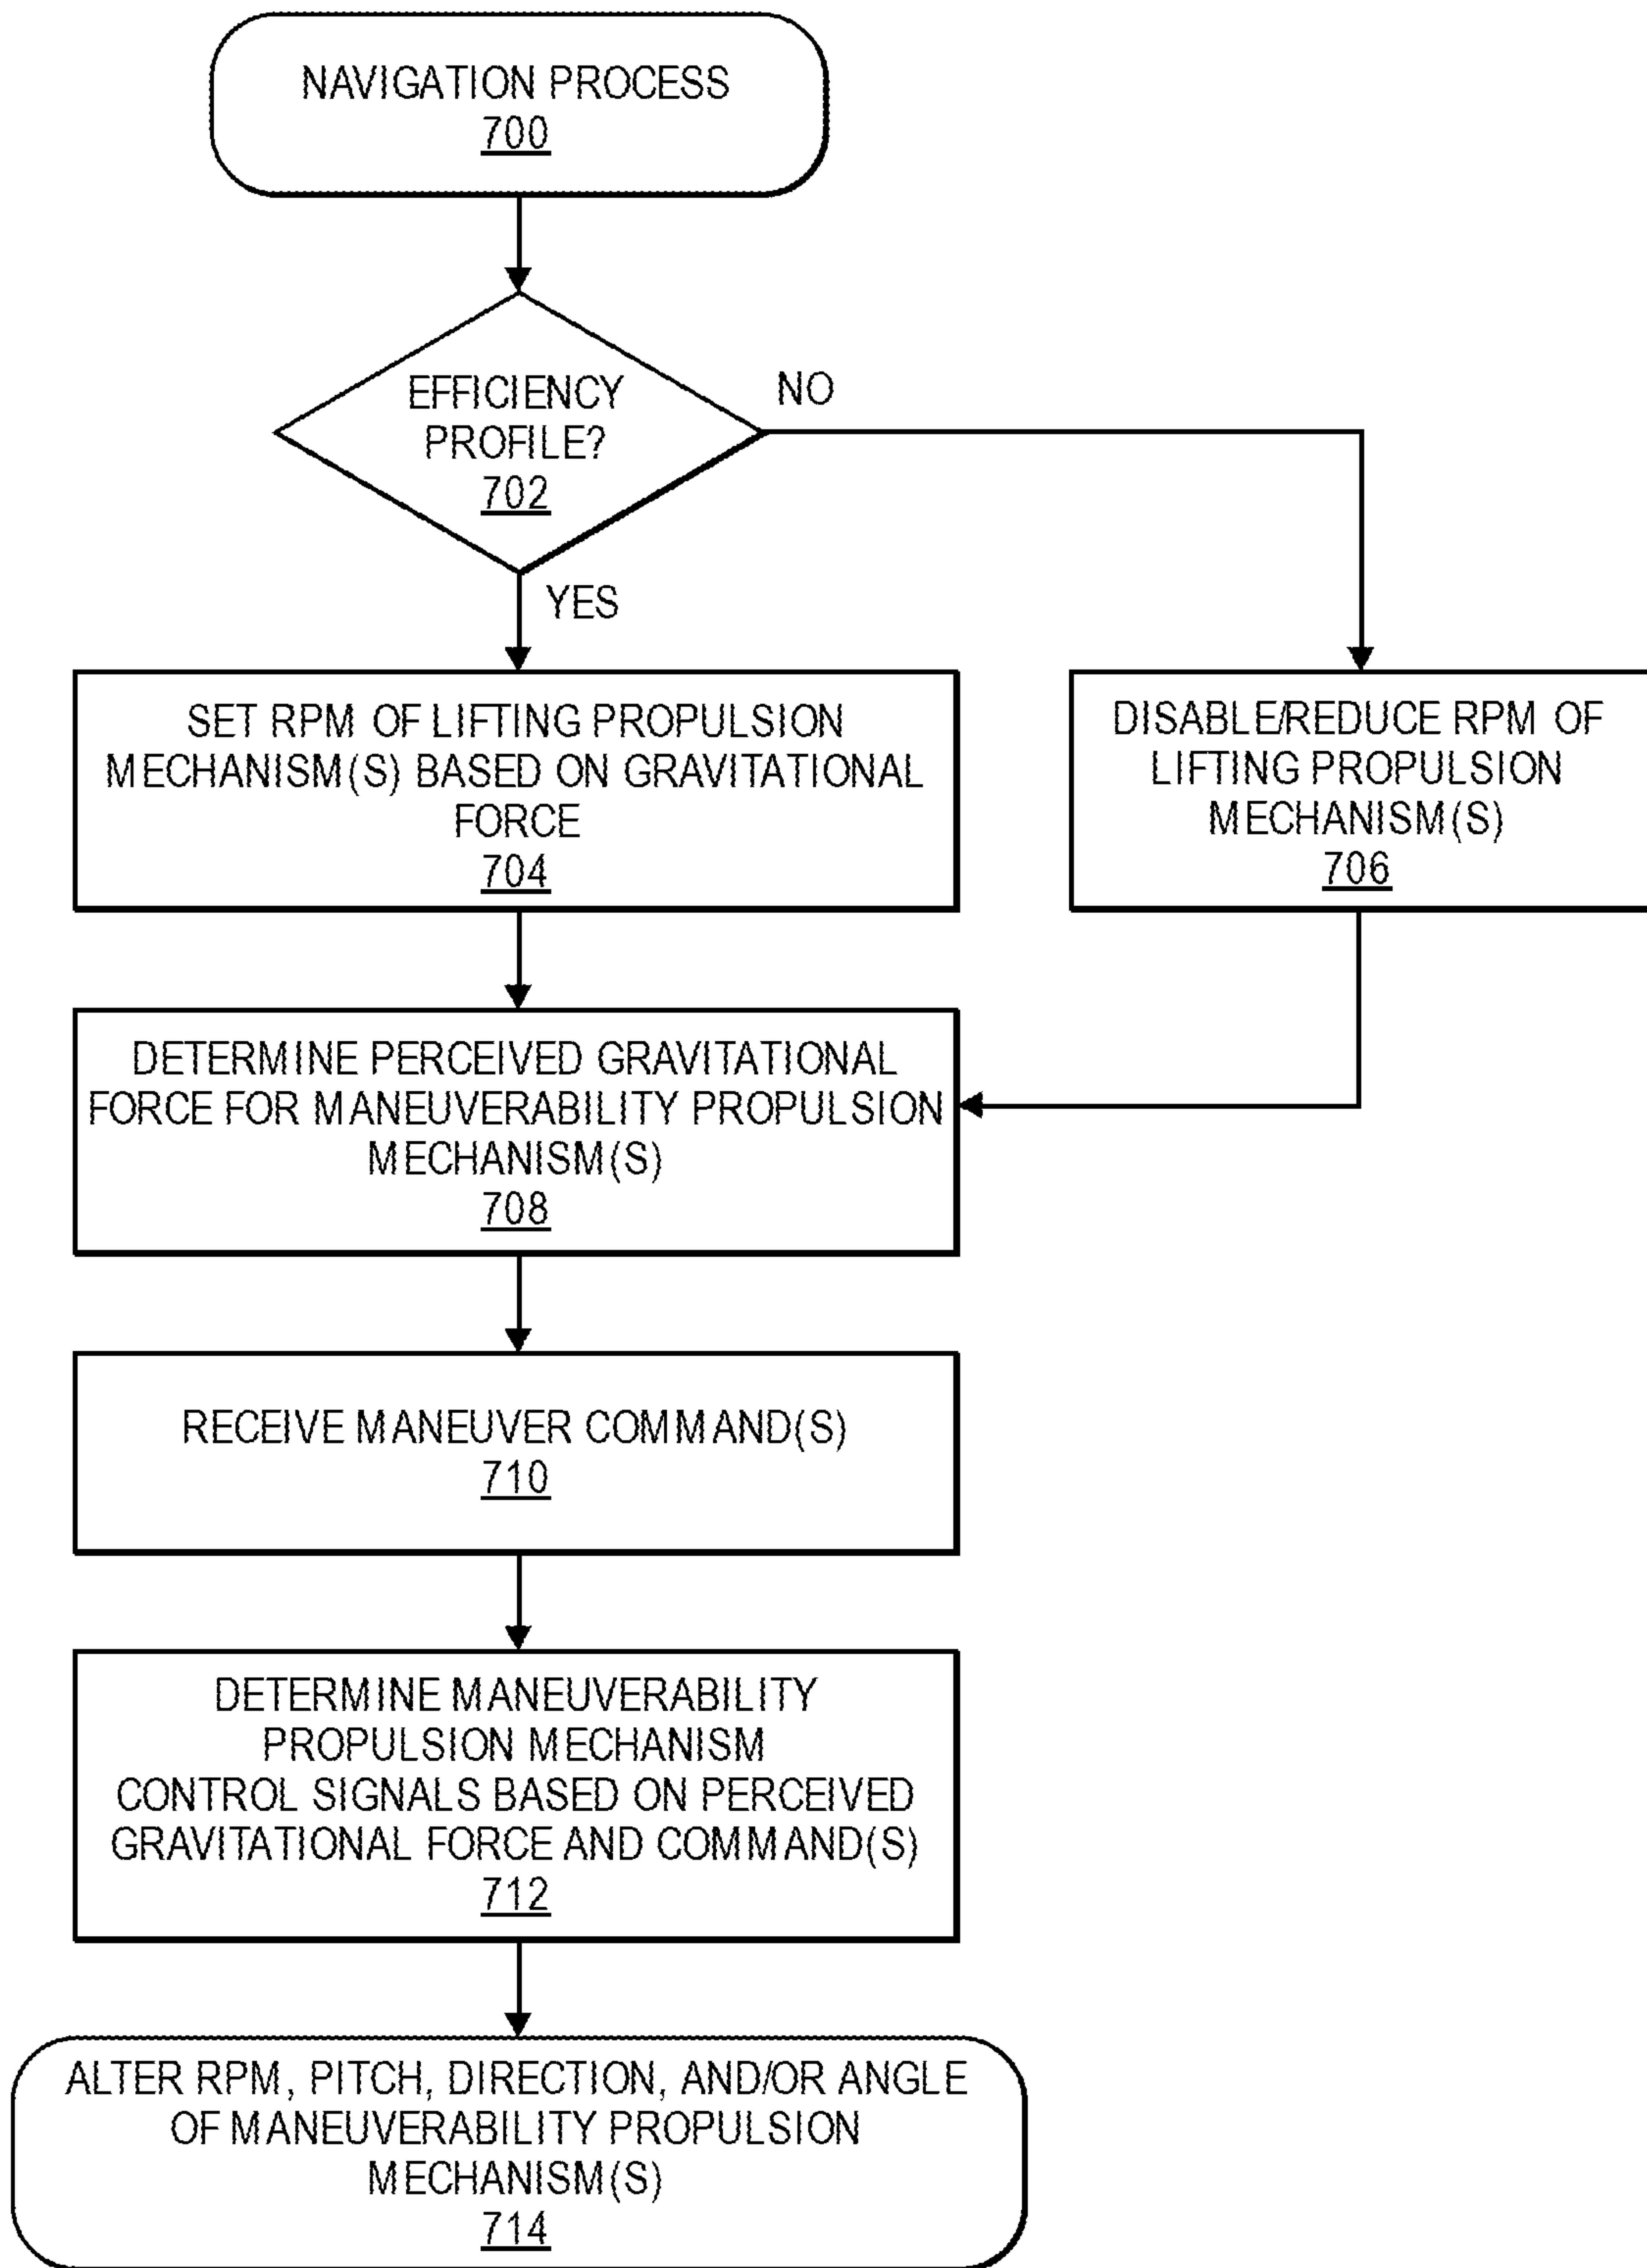 NAVIGATION PROCESS
700
EFFICIENCY
PROFILE?
702
NO
YES
SET RPM OF LIFTING PROPULSION
MECHANISM(S) BASED ON GRAVITATIONAL
FORCE
704
DISABLE/REDUCE RPM OF
LIFTING PROPULSION
MECHANISM(S)
706
DETERMINE PERCEIVED GRAVITATIONAL
FORCE FOR MANEUVERABILITY PROPULSION
MECHANISM(S)
708
RECEIVE MANEUVER COMMAND(S)
710
DETERMINE MANEUVERABILITY
PROPULSION MECHANISM
CONTROL SIGNALS BASED ON PERCEIVED
GRAVITATIONAL FORCE AND COMMAND(S)
712
ALTER RPM, PITCH, DIRECTION, AND/OR ANGLE
OF MANEUVERABILITY PROPULSION
MECHANISM(S)
714